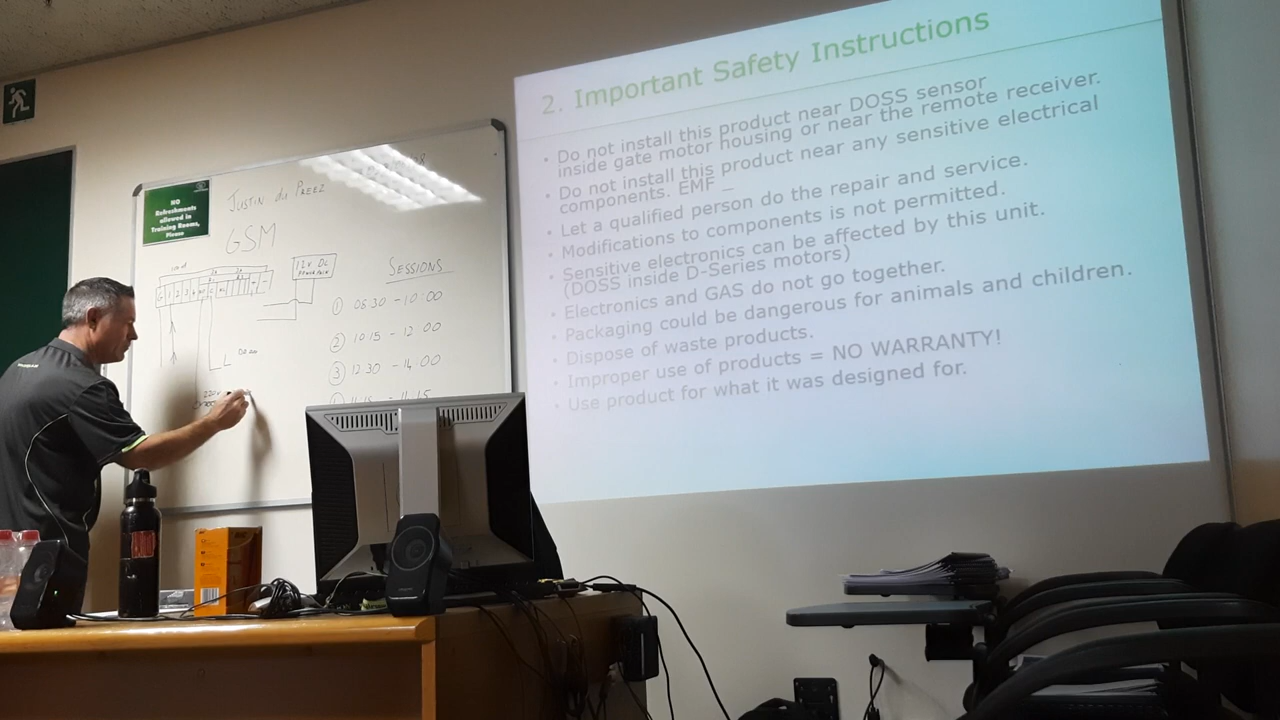 NO
Refreshments
allowed in
Training Rooms,
Please
JUSTIN du PREEZ
GSM
12V DC
SESSIONS
① 08:30 - 10:00
② 10:15 - 12:00
③ 12:30 - 14:00
220V
2. Important Safety Instructions
• Do not install this product near DOSS sensor
inside gate motor housing or near the remote receiver.
• Do not install this product near any sensitive electrical
components. EMF _
• Let a qualified person do the repair and service.
• Modifications to components is not permitted.
• Sensitive electronics can be affected by this unit.
(DOSS inside D-Series motors)
• Electronics and GAS do not go together.
• Packaging could be dangerous for animals and children.
• Dispose of waste products.
• Improper use of products = NO WARRANTY!
• Use product for what it was designed for.